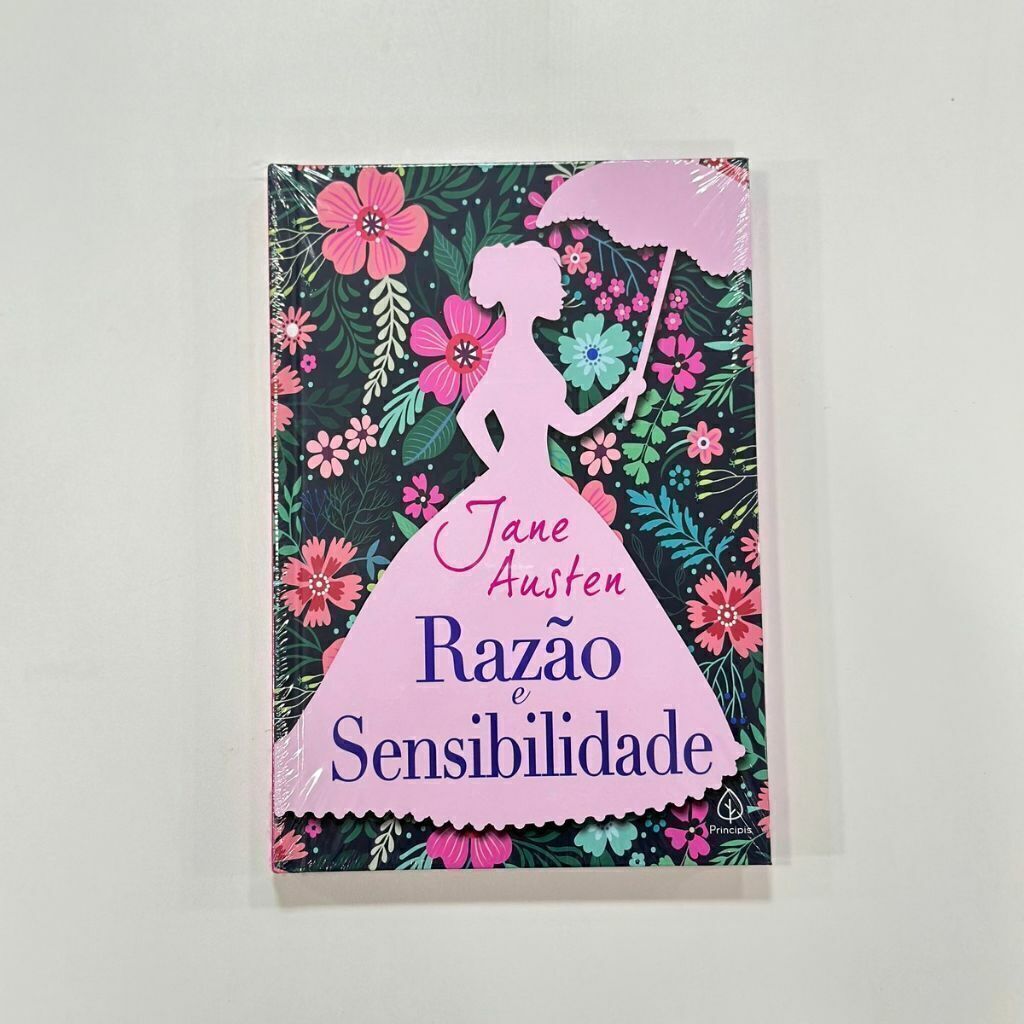 Jane
Austen
Razão
e
Sensibilidade
Principis